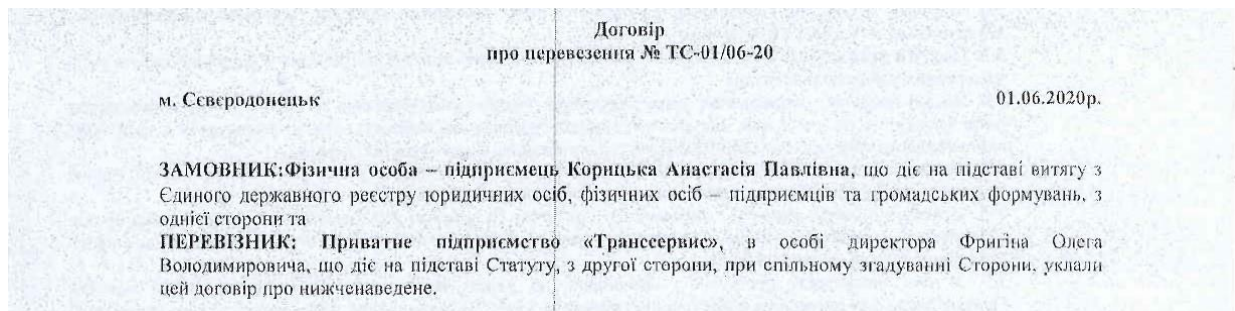 Договір
про перевезення № ТС-01/06-20
м. Сєвєродонецьк 01.06.2020р.
ЗАМОВНИК:Фізична особа – підприємець Корицька Анастасія Павлівна, що діє на підставі витягу з
Єдиного державного реєстру юридичних осіб, фізичних осіб – підприємців та громадських формувань, з
однієї сторони та
ПЕРЕВІЗНИК: Приватне підприємство «Транссервис», в особі директора Фригіна Олега
Володимировича, що діє на підставі Статуту, з другої сторони, при спільному згадуванні Сторони, уклали
цей договір про нижченаведене.